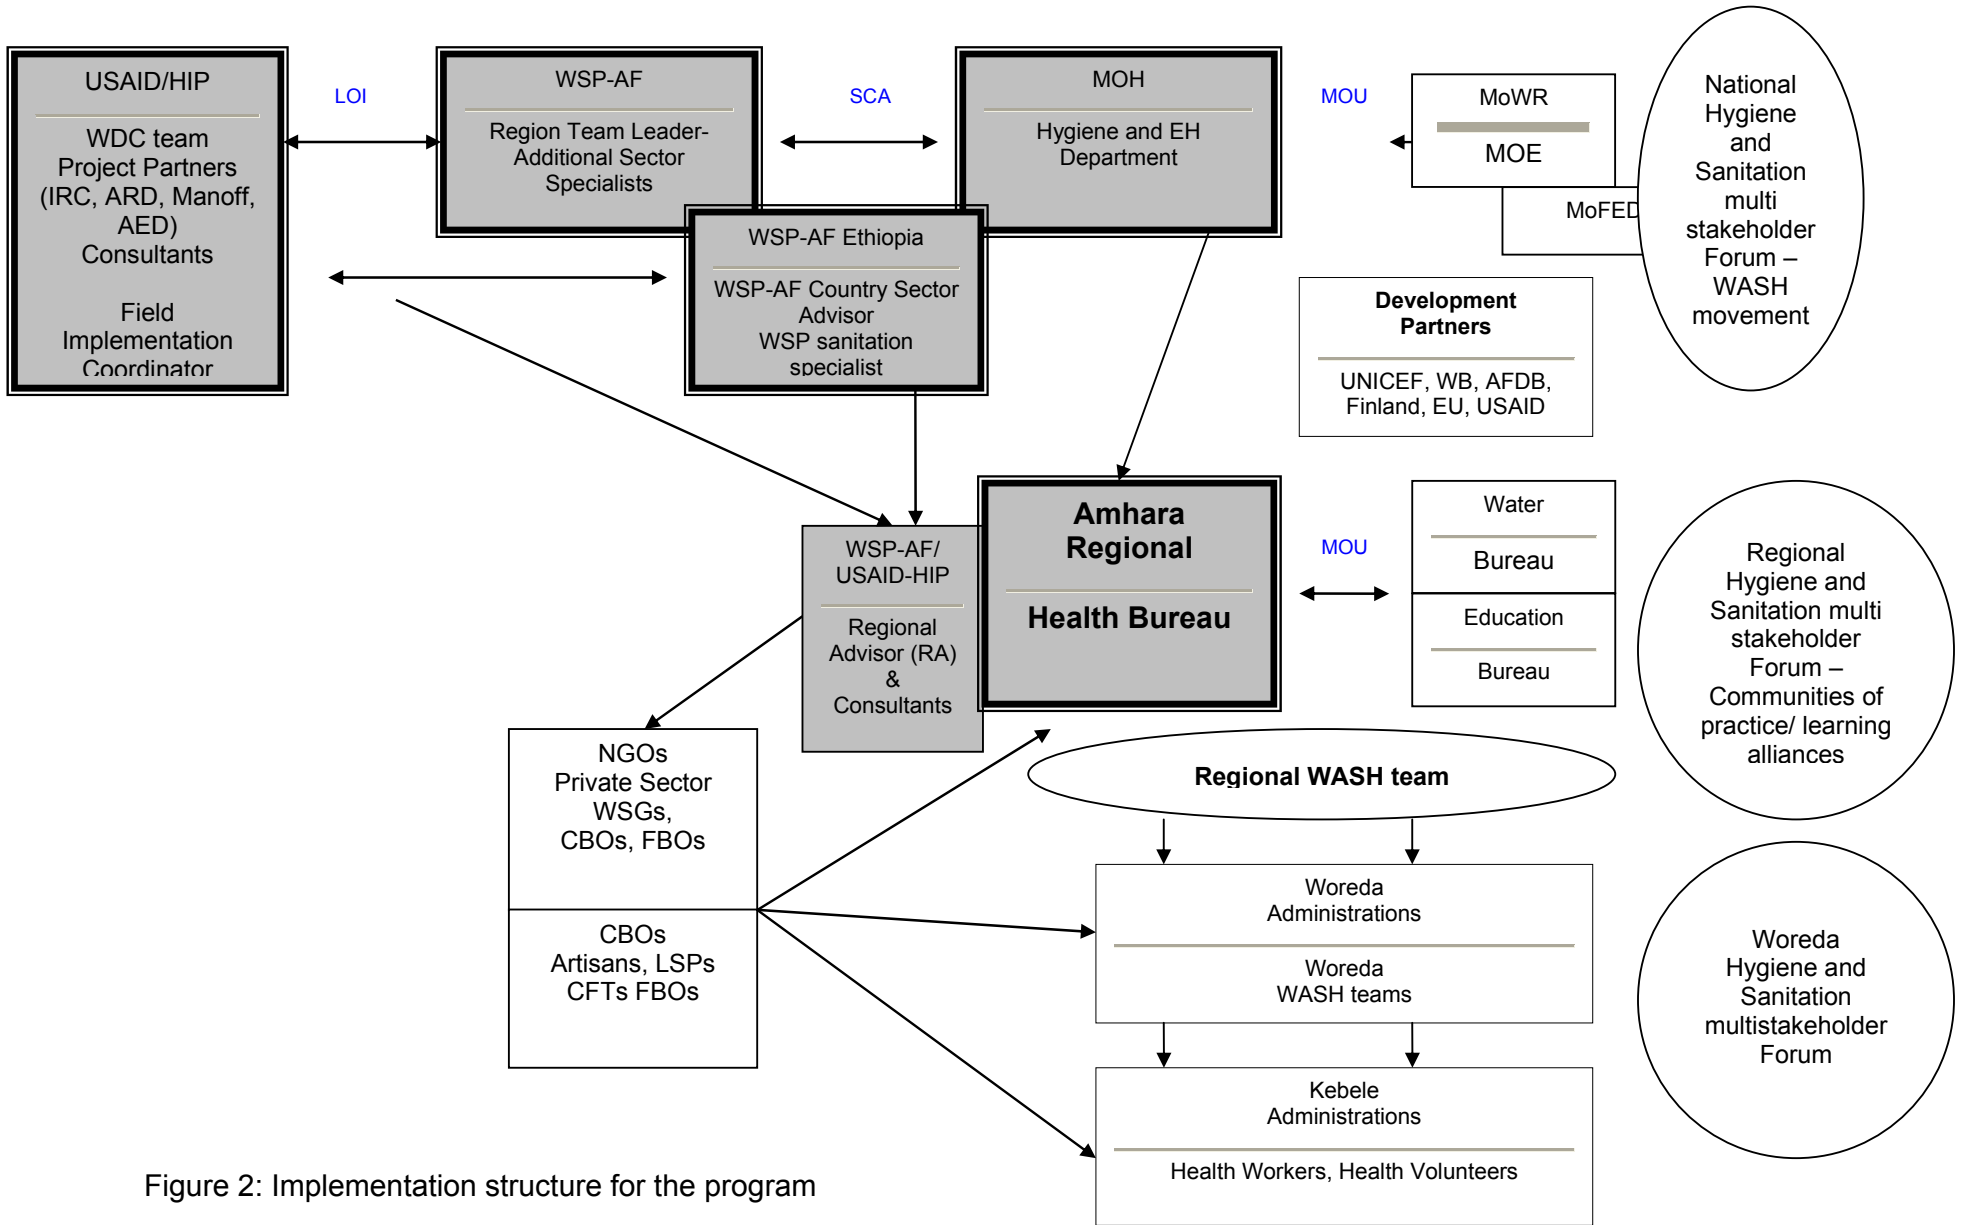 USAID/HIP
WDC team
Project Partners
(IRC, ARD, Manoff,
AED)
Consultants
Field
Implementation
Coordinator
LOI
WSP-AF
Region Team Leader-
Additional Sector
Specialists
SCA
MOH
Hygiene and EH
Department
MOU
MoWR
MOE
MoFED
National
Hygiene
and
Sanitation
multi
stakeholder
Forum –
WASH
movement
WSP-AF Ethiopia
WSP-AF Country Sector
Advisor
WSP sanitation
specialist
Development
Partners
UNICEF, WB, AFDB,
Finland, EU, USAID
WSP-AF/
USAID-HIP
Regional
Advisor (RA)
&
Consultants
Amhara
Regional
Health Bureau
MOU
Water
Bureau
Education
Bureau
Regional
Hygiene and
Sanitation multi
stakeholder
Forum –
Communities of
practice/ learning
alliances
NGOs
Private Sector
WSGs,
CBOs, FBOs
CBOs
Artisans, LSPs
CFTs FBOs
Regional WASH team
Woreda
Administrations
Woreda
WASH teams
Woreda
Hygiene and
Sanitation
multistakeholder
Forum
Kebele
Administrations
Health Workers, Health Volunteers
Figure 2: Implementation structure for the program